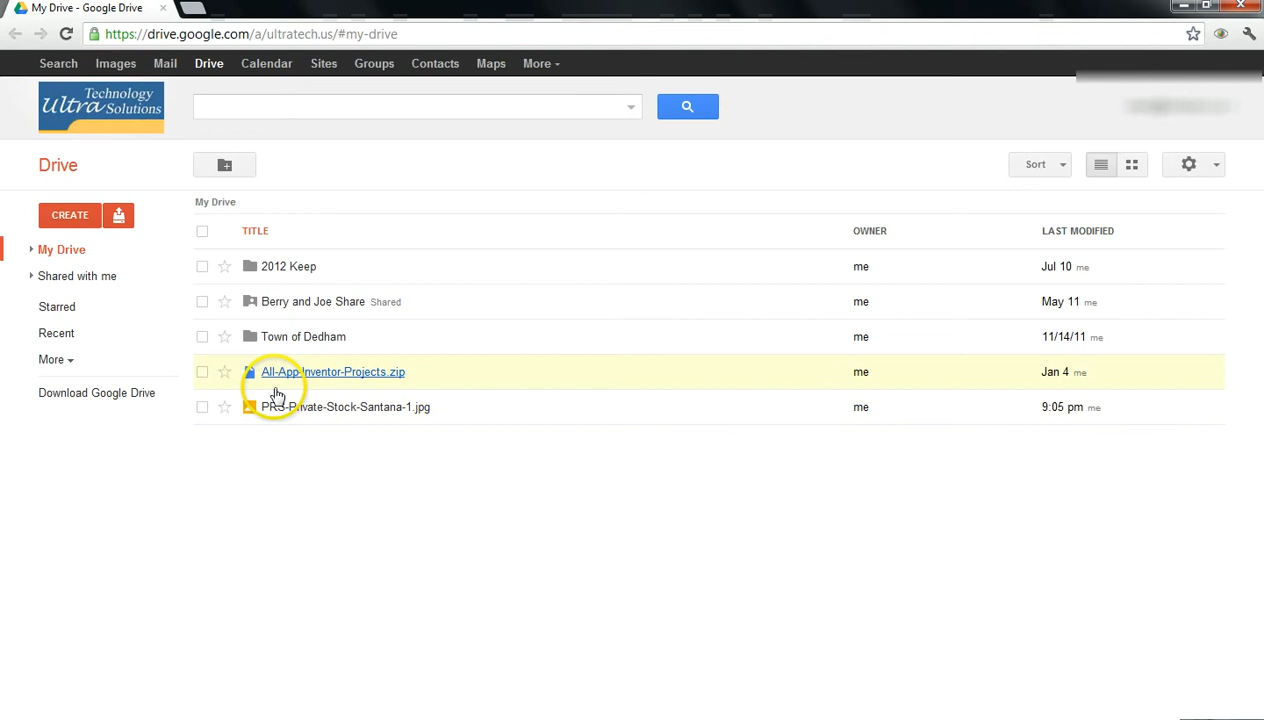 My Drive - Google Drive
https://drive.google.com/a/ultratech.us/#my-drive
Search Images Mail Drive Calendar Sites Groups Contacts Maps More
Technology
Ultra Solutions
Drive
Sort
My Drive
CREATE
TITLE OWNER LAST MODIFIED
My Drive
2012 Keep me Jul 10 me
Shared with me
Berry and Joe Share Shared me May 11 me
Starred
Recent
Town of Dedham me 11/14/11 me
More
All-App-Inventor-Projects.zip me Jan 4 me
Download Google Drive
PRS-Private-Stock-Santana-1.jpg me 9:05 pm me